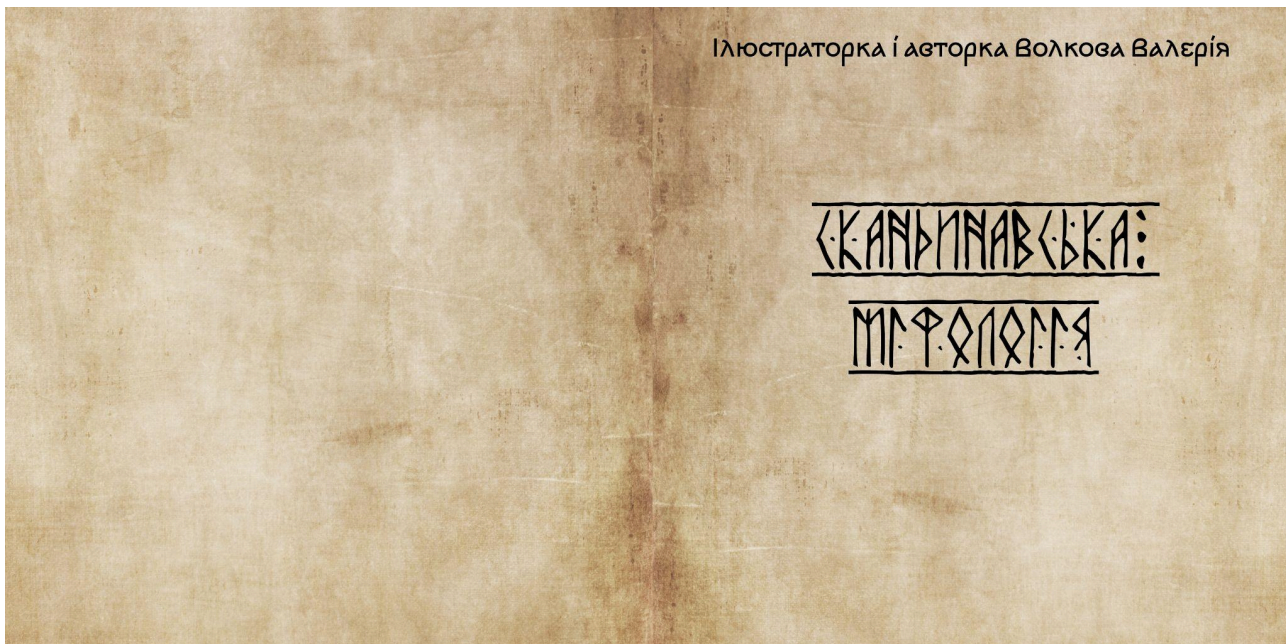 Ілюстраторка і авторка Волкова Валерія
СКАНДИНАВСЬКА:
МІФОЛОГІЯ